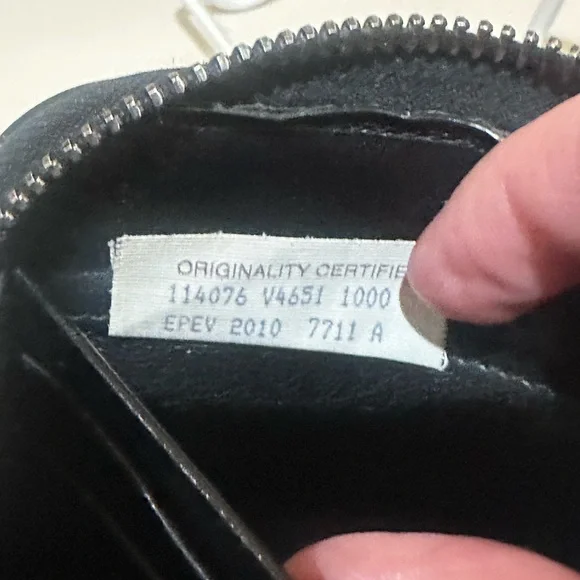 ORIGINALITY CERTIFIE
114076 V4651 1000
EPEV 2010 7711 A